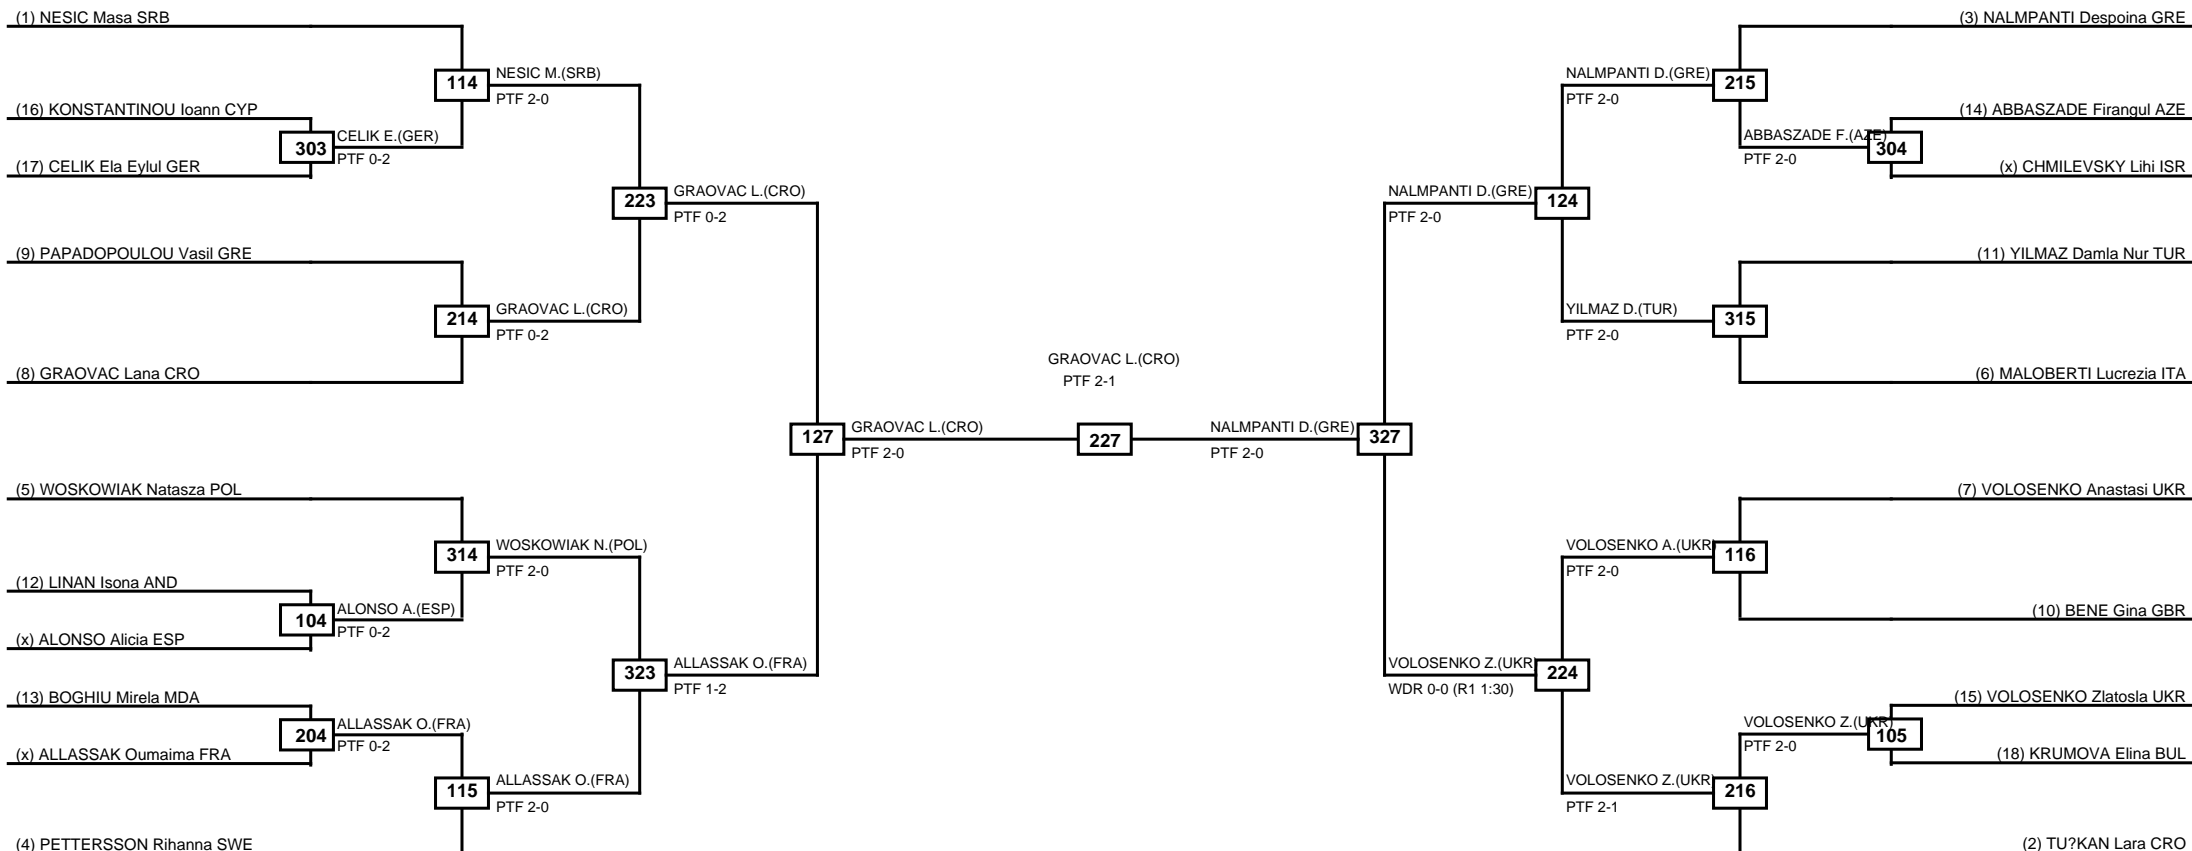 (1) NESIC Masa SRB
(3) NALMPANTI Despoina GRE
114
NESIC M.(SRB)
PTF 2-0
NALMPANTI D.(GRE)
PTF 2-0
215
(16) KONSTANTINOU Ioann CYP
303
CELIK E.(GER)
PTF 0-2
ABBASZADE F.(AZE)
PTF 2-0
304
(14) ABBASZADE Firangul AZE
(17) CELIK Ela Eylul GER
(x) CHMILEVSKY Lihi ISR
223
GRAOVAC L.(CRO)
PTF 0-2
NALMPANTI D.(GRE)
PTF 2-0
124
(9) PAPADOPOULOU Vasil GRE
(11) YILMAZ Damla Nur TUR
214
GRAOVAC L.(CRO)
PTF 0-2
YILMAZ D.(TUR)
PTF 2-0
315
(8) GRAOVAC Lana CRO
GRAOVAC L.(CRO)
PTF 2-1
(6) MALOBERTI Lucrezia ITA
127
GRAOVAC L.(CRO)
PTF 2-0
227
NALMPANTI D.(GRE)
PTF 2-0
327
(5) WOSKOWIAK Natasza POL
(7) VOLOSENKO Anastasi UKR
314
WOSKOWIAK N.(POL)
PTF 2-0
VOLOSENKO A.(UKR)
PTF 2-0
116
(12) LINAN Isona AND
104
ALONSO A.(ESP)
PTF 0-2
(10) BENE Gina GBR
(x) ALONSO Alicia ESP
323
ALLASSAK O.(FRA)
PTF 1-2
VOLOSENKO Z.(UKR)
WDR 0-0 (R1 1:30)
224
(13) BOGHIU Mirela MDA
(15) VOLOSENKO Zlatosla UKR
204
ALLASSAK O.(FRA)
PTF 0-2
VOLOSENKO Z.(UKR)
PTF 2-0
105
(x) ALLASSAK Oumaima FRA
(18) KRUMOVA Elina BUL
115
ALLASSAK O.(FRA)
PTF 2-0
VOLOSENKO Z.(UKR)
PTF 2-1
216
(4) PETTERSSON Rihanna SWE
(2) TU?KAN Lara CRO